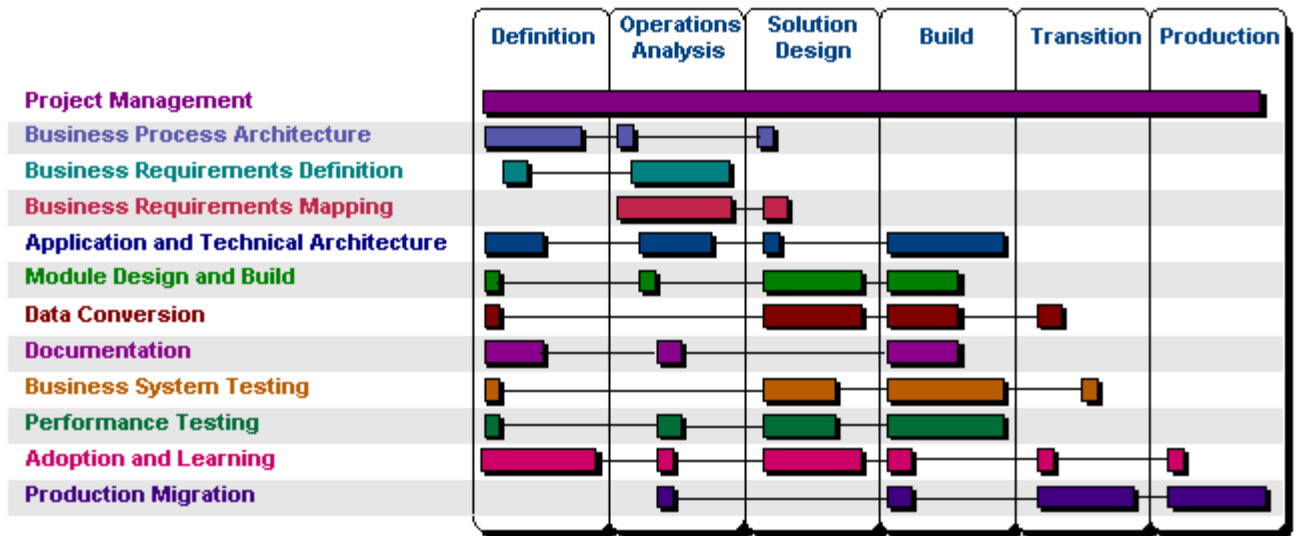 Definition
Operations
Analysis
Solution
Design
Build
Transition
Production
Project Management
Business Process Architecture
Business Requirements Definition
Business Requirements Mapping
Application and Technical Architecture
Module Design and Build
Data Conversion
Documentation
Business System Testing
Performance Testing
Adoption and Learning
Production Migration